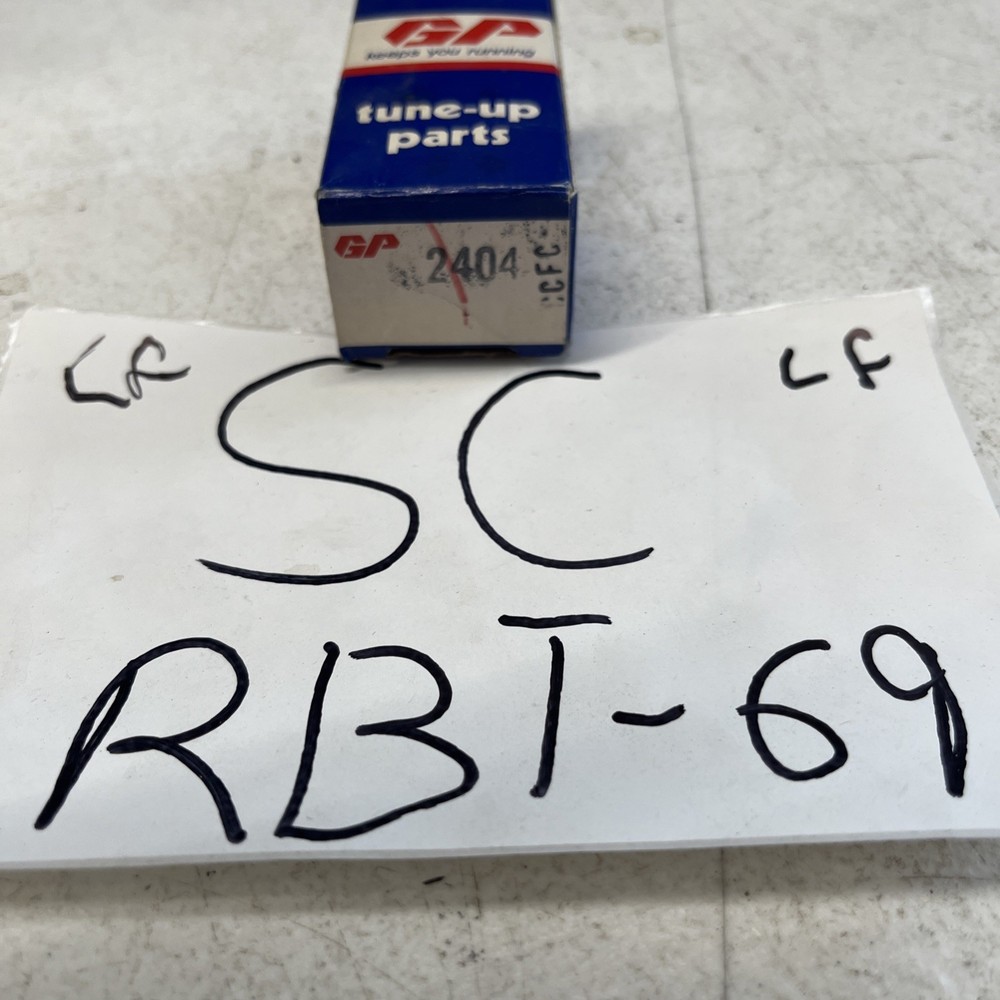 GP
keeps you running
tune-up
parts
GP 2404 CFC
LF SC LF
RBT-69